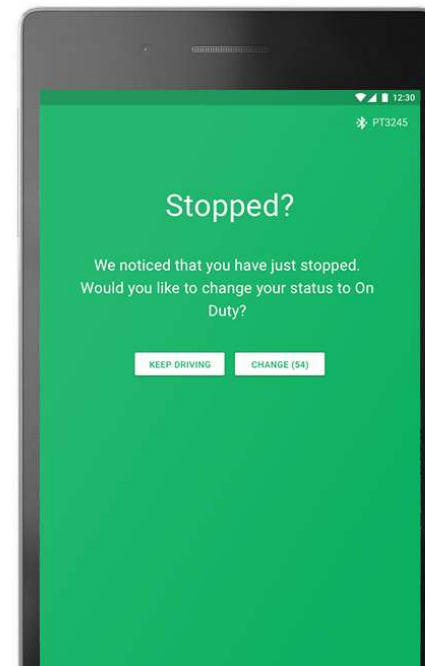 12:30
PT3245
Stopped?
We noticed that you have just stopped.
Would you like to change your status to On
Duty?
KEEP DRIVING CHANGE (54)